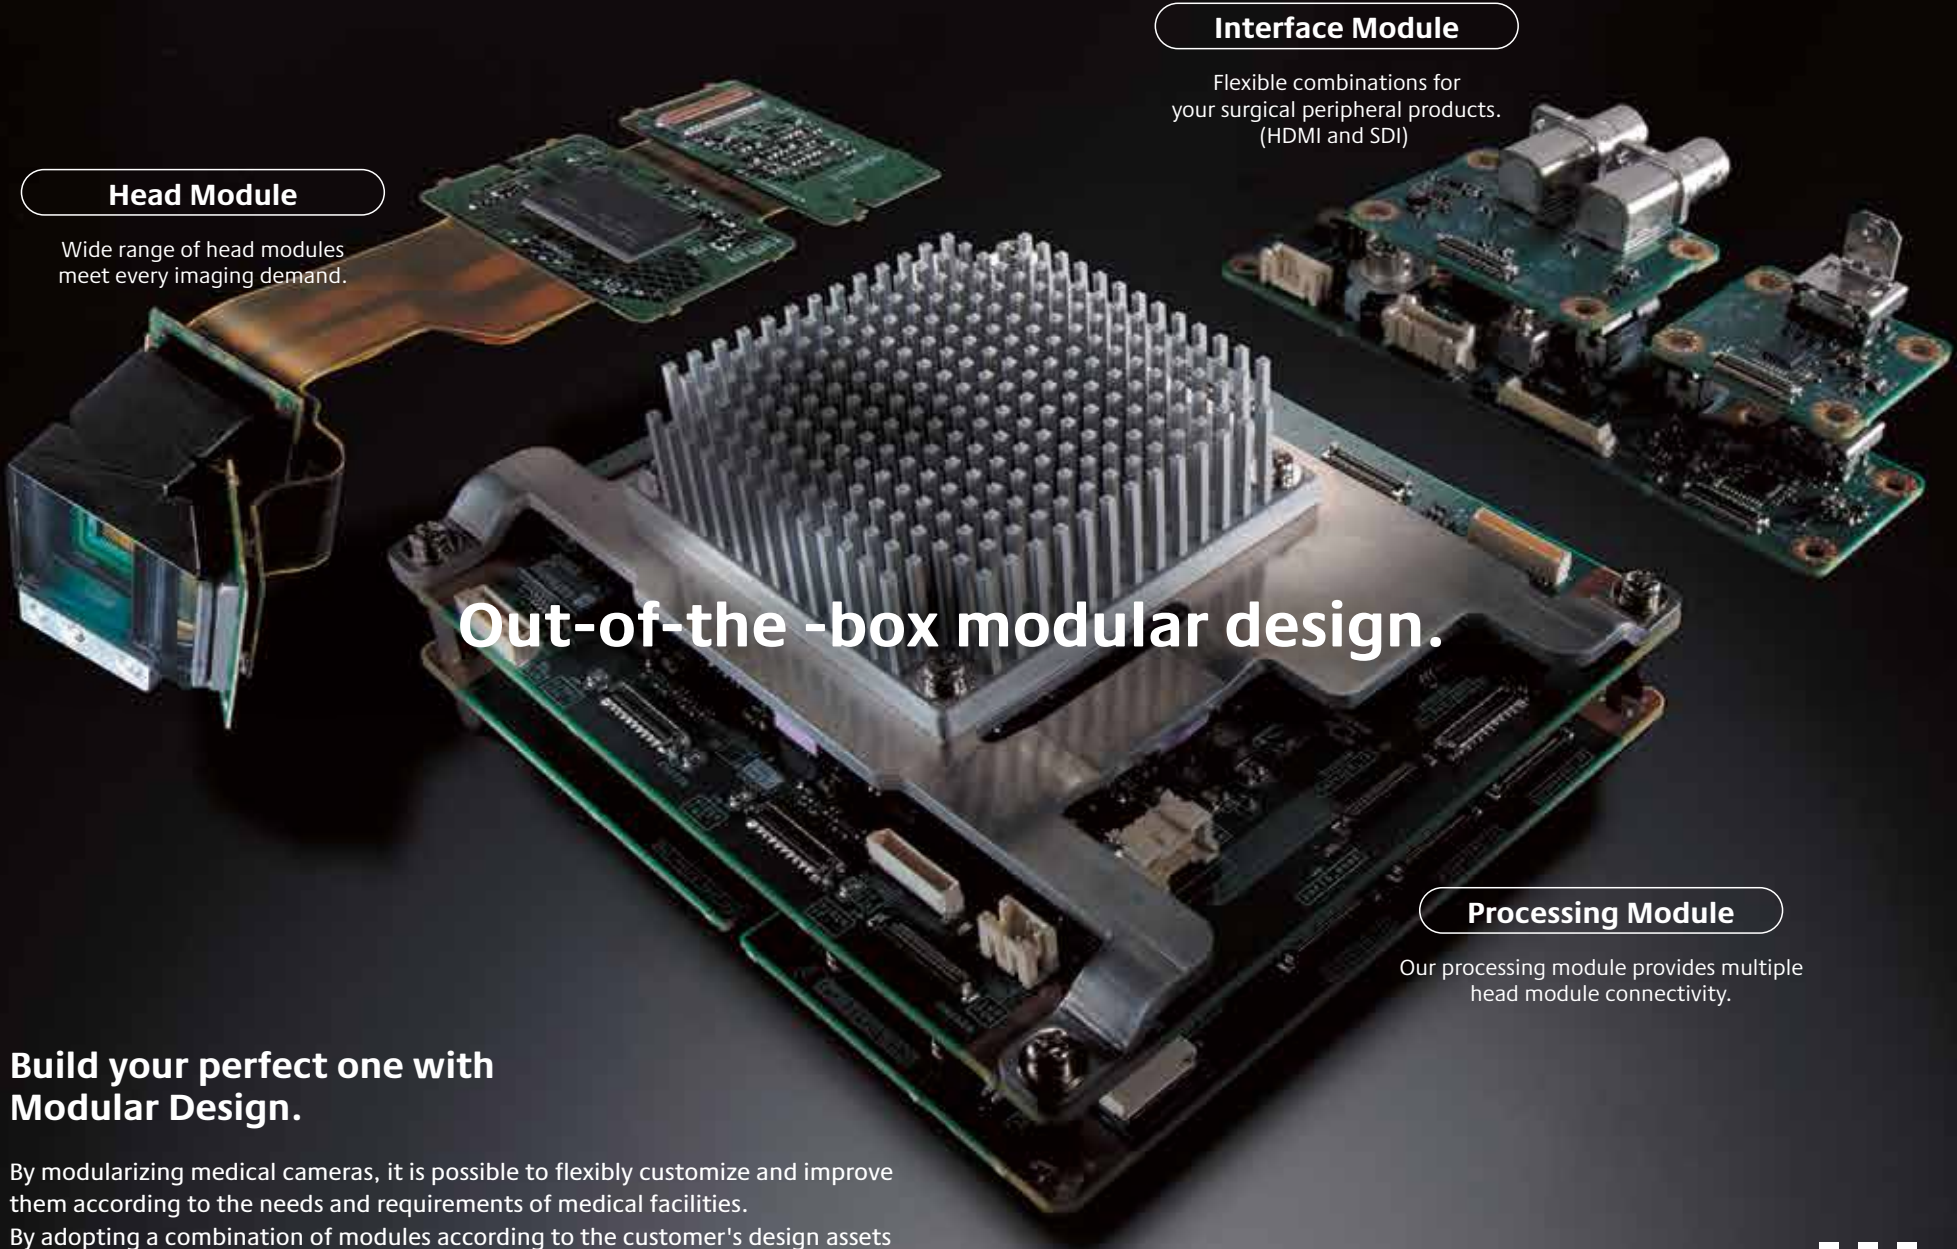 Interface Module
Flexible combinations for
your surgical peripheral products.
(HDMI and SDI)
Head Module
Wide range of head modules
meet every imaging demand.
Out-of-the -box modular design.
Processing Module
Our processing module provides multiple
head module connectivity.
Build your perfect one with
Modular Design.
By modularizing medical cameras, it is possible to flexibly customize and improve
them according to the needs and requirements of medical facilities.
By adopting a combination of modules according to the customer's design assets